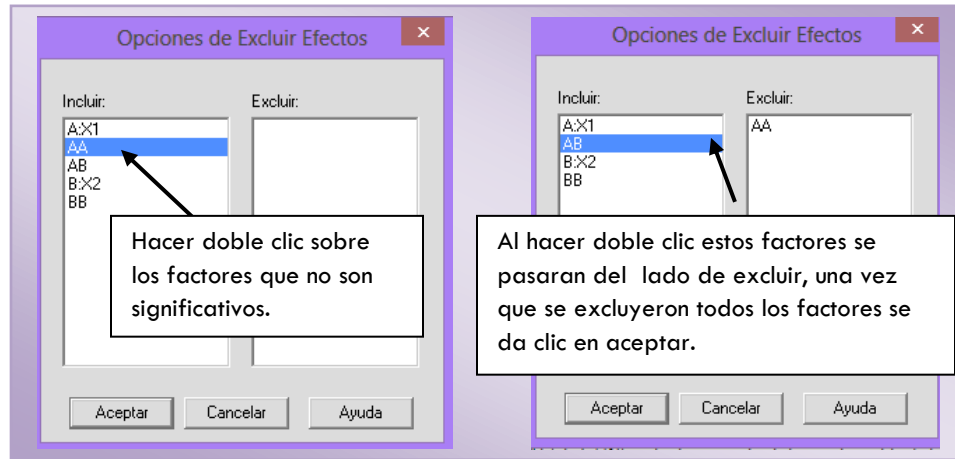 Opciones de Excluir Efectos
×
Incluir:
Excluir:
A:X1
AA
AB
B:X2
BB
Hacer doble clic sobre
los factores que no son
significativos.
Aceptar
Cancelar
Ayuda
Opciones de Excluir Efectos
×
Incluir:
Excluir:
A:X1
AB
B:X2
BB
AA
Al hacer doble clic estos factores se
pasaran del lado de excluir, una vez
que se excluyeron todos los factores se
da clic en aceptar.
Aceptar
Cancelar
Ayuda